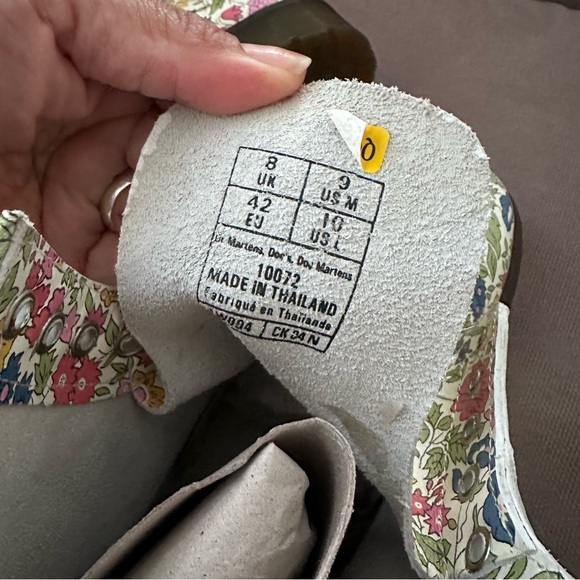 8 UK 9 US M
42 EU 10 US L
Dr Martens, Doc's, Doc Martens
10072
MADE IN THAILAND
Fabriqué en Thaïlande
CK 34 N